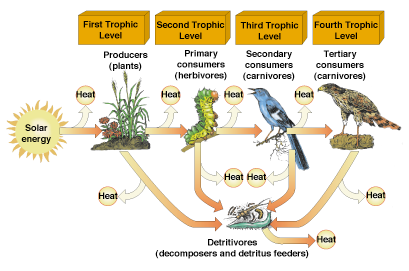 First Trophic
Level
Second Trophic
Level
Third Trophic
Level
Fourth Trophic
Level
Producers
(plants)
Primary
consumers
(herbivores)
Secondary
consumers
(carnivores)
Tertiary
consumers
(carnivores)
Heat
Heat
Heat
Heat
Solar
energy
Heat
Heat
Heat
Heat
Heat
Detritivores
(decomposers and detritus feeders)